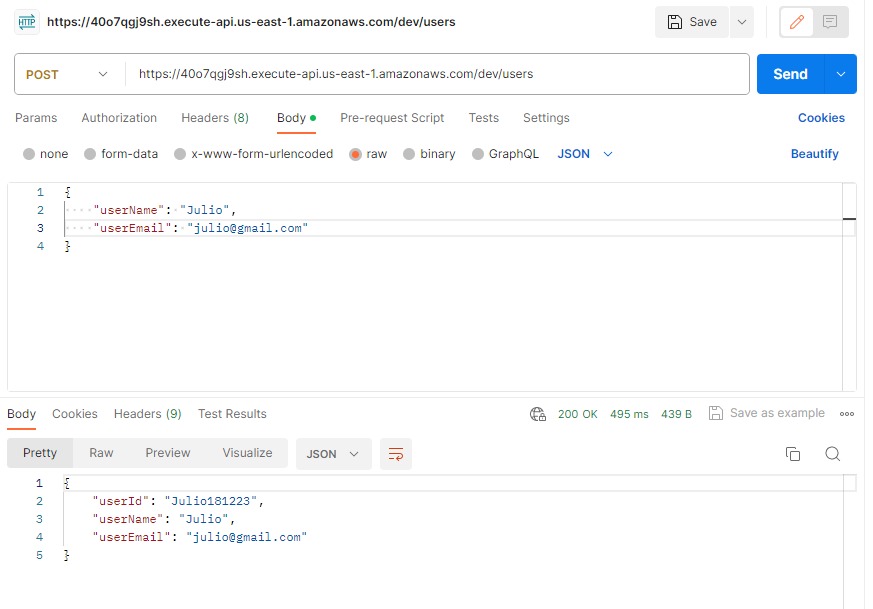 HTTP https://40o7qgj9sh.execute-api.us-east-1.amazonaws.com/dev/users Save
POST https://40o7qgj9sh.execute-api.us-east-1.amazonaws.com/dev/users Send
Params Authorization Headers (8) Body Pre-request Script Tests Settings Cookies
none form-data x-www-form-urlencoded raw binary GraphQL JSON Beautify
1 {
2 "userName": "Julio",
3 "userEmail": "julio@gmail.com"
4 }
Body Cookies Headers (9) Test Results 200 OK 495 ms 439 B Save as example
Pretty Raw Preview Visualize JSON
1 {
2 "userId": "Julio181223",
3 "userName": "Julio",
4 "userEmail": "julio@gmail.com"
5 }